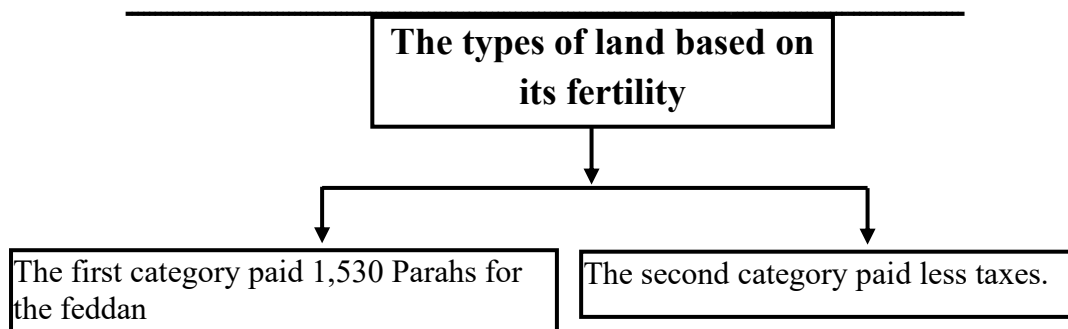 The types of land based on
its fertility
The first category paid 1,530 Parahs for
the feddan
The second category paid less taxes.